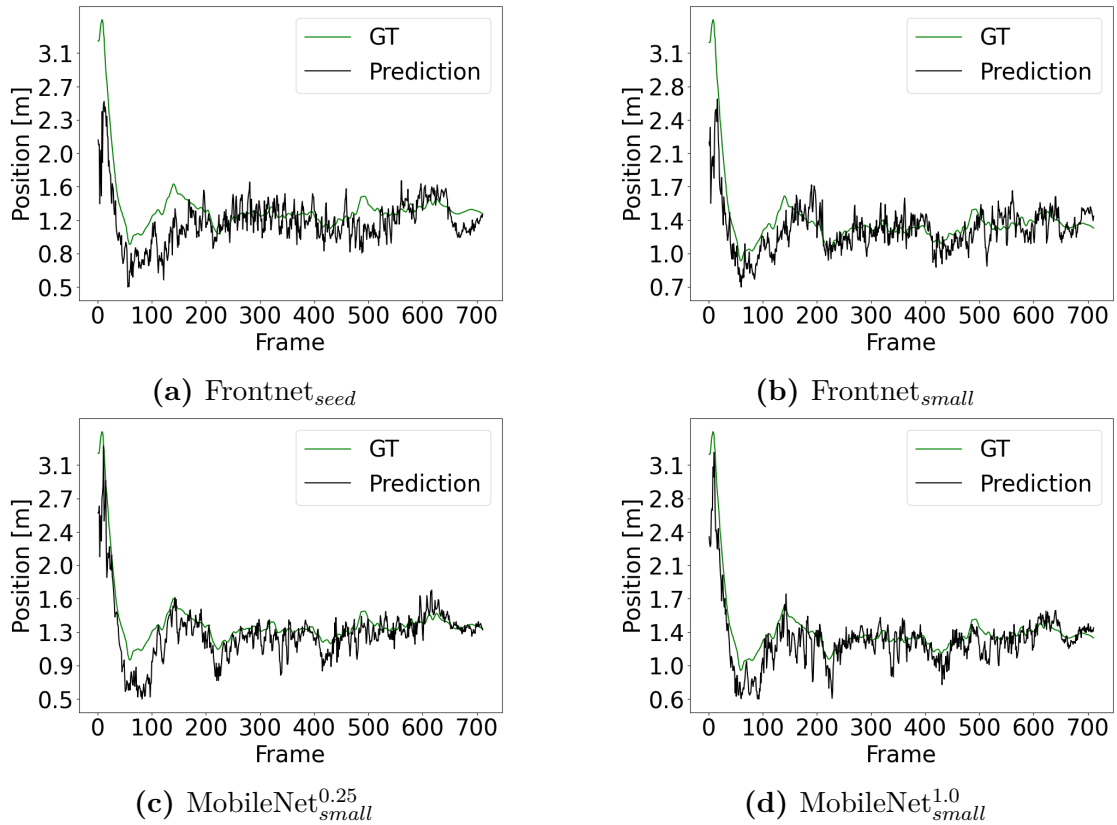 GT
Prediction
Position [m]
3.1
2.7
2.3
2.0
1.6
1.2
0.8
0.5
0 100 200 300 400 500 600 700
Frame
(a) Frontnet_seed
GT
Prediction
Position [m]
3.1
2.8
2.4
2.1
1.7
1.4
1.0
0.7
0 100 200 300 400 500 600 700
Frame
(b) Frontnet_small
GT
Prediction
Position [m]
3.1
2.7
2.4
2.0
1.6
1.3
0.9
0.5
0 100 200 300 400 500 600 700
Frame
(c) MobileNet^0.25_small
GT
Prediction
Position [m]
3.1
2.8
2.4
2.1
1.7
1.4
1.0
0.6
0 100 200 300 400 500 600 700
Frame
(d) MobileNet^1.0_small